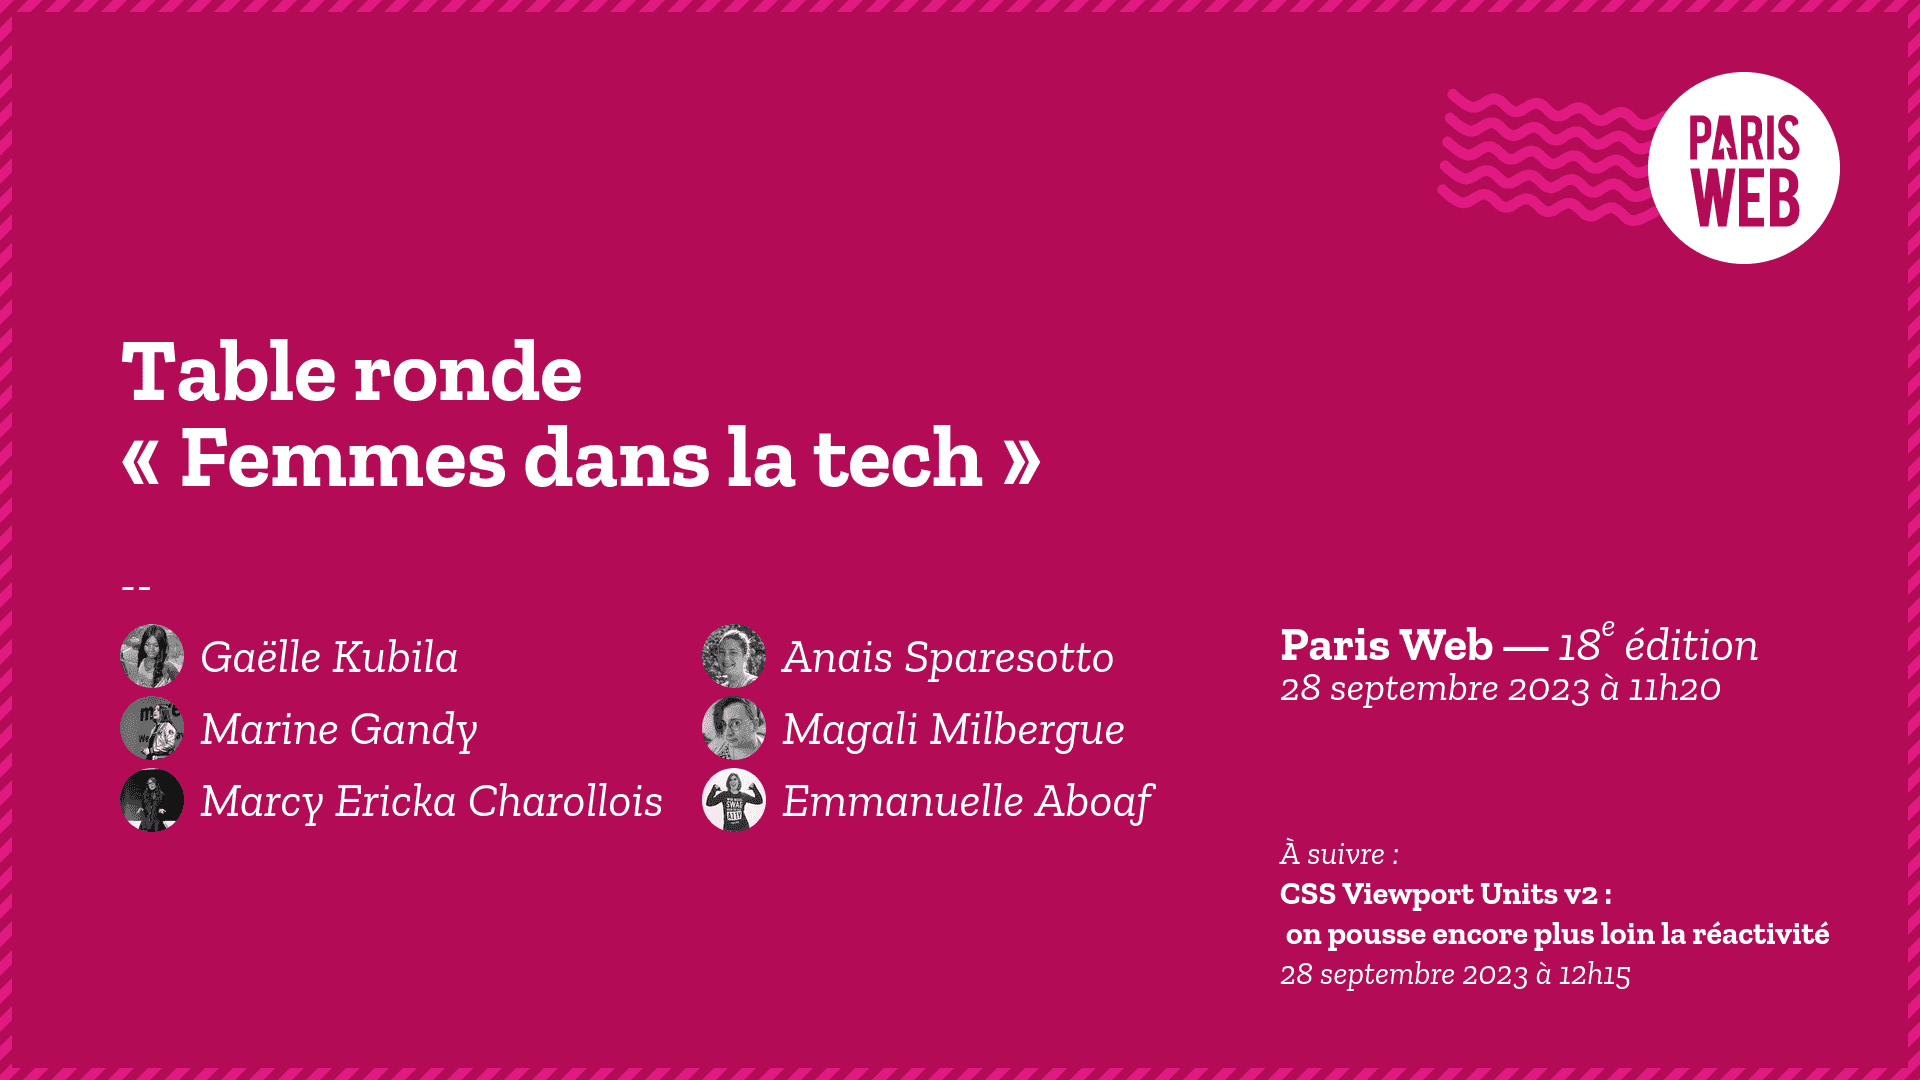 PARIS
WEB
Table ronde
« Femmes dans la tech »
--
Gaëlle Kubila
Marine Gandy
Marcy Ericka Charollois
Anais Sparesotto
Magali Milbergue
Emmanuelle Aboaf
Paris Web — 18e édition
28 septembre 2023 à 11h20
À suivre :
CSS Viewport Units v2 :
on pousse encore plus loin la réactivité
28 septembre 2023 à 12h15